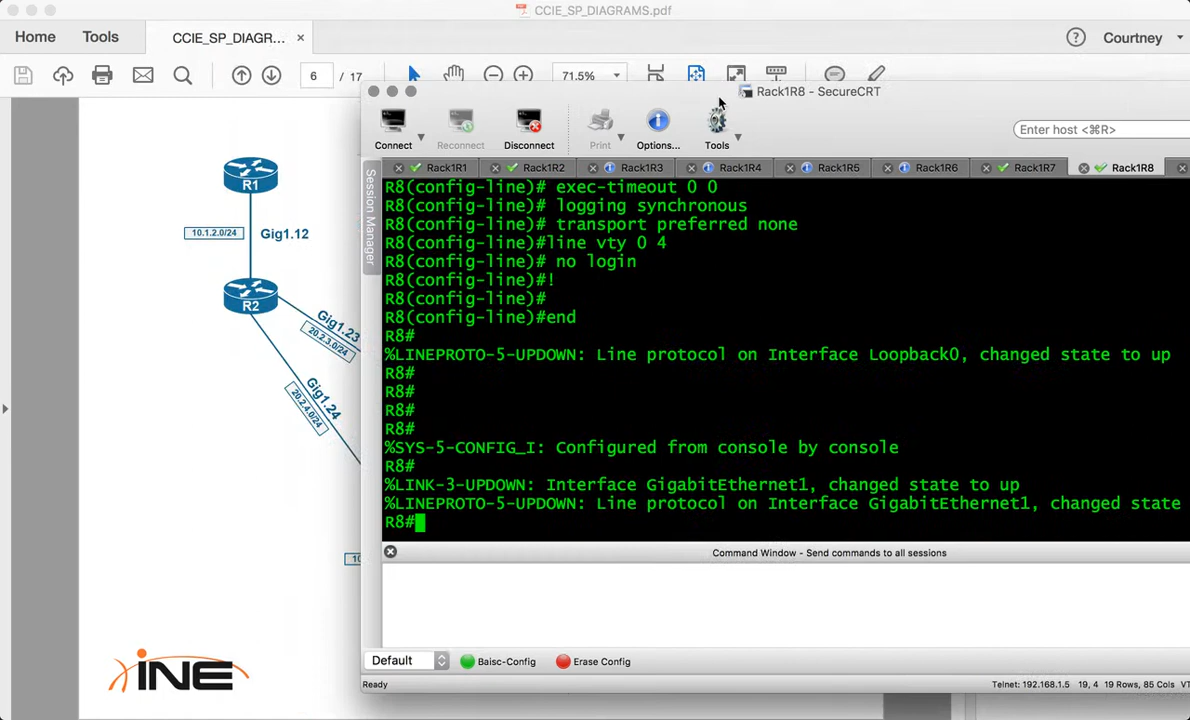 CCIE_SP_DIAGRAMS.pdf
Home
Tools
CCIE_SP_DIAGR... ×
? Courtney
6 / 17
71.5%
Rack1R8 - SecureCRT
Connect
Reconnect
Disconnect
Print
Options...
Tools
Enter host <⌘R>
Session Manager
Rack1R1
Rack1R2
Rack1R3
Rack1R4
Rack1R5
Rack1R6
Rack1R7
Rack1R8
R8(config-line)# exec-timeout 0 0
R8(config-line)# logging synchronous
R8(config-line)# transport preferred none
R8(config-line)#line vty 0 4
R8(config-line)# no login
R8(config-line)#!
R8(config-line)#
R8(config-line)#end
R8#
%LINEPROTO-5-UPDOWN: Line protocol on Interface Loopback0, changed state to up
R8#
R8#
R8#
R8#
%SYS-5-CONFIG_I: Configured from console by console
R8#
%LINK-3-UPDOWN: Interface GigabitEthernet1, changed state to up
%LINEPROTO-5-UPDOWN: Line protocol on Interface GigabitEthernet1, changed state
R8#
Command Window - Send commands to all sessions
Default
Baisc-Config
Erase Config
Ready
Telnet: 192.168.1.5 19, 4 19 Rows, 85 Cols VT
R1
10.1.2.0/24
Gig1.12
R2
Gig1.23
20.2.3.0/24
Gig1.24
20.2.4.0/24
10
INE